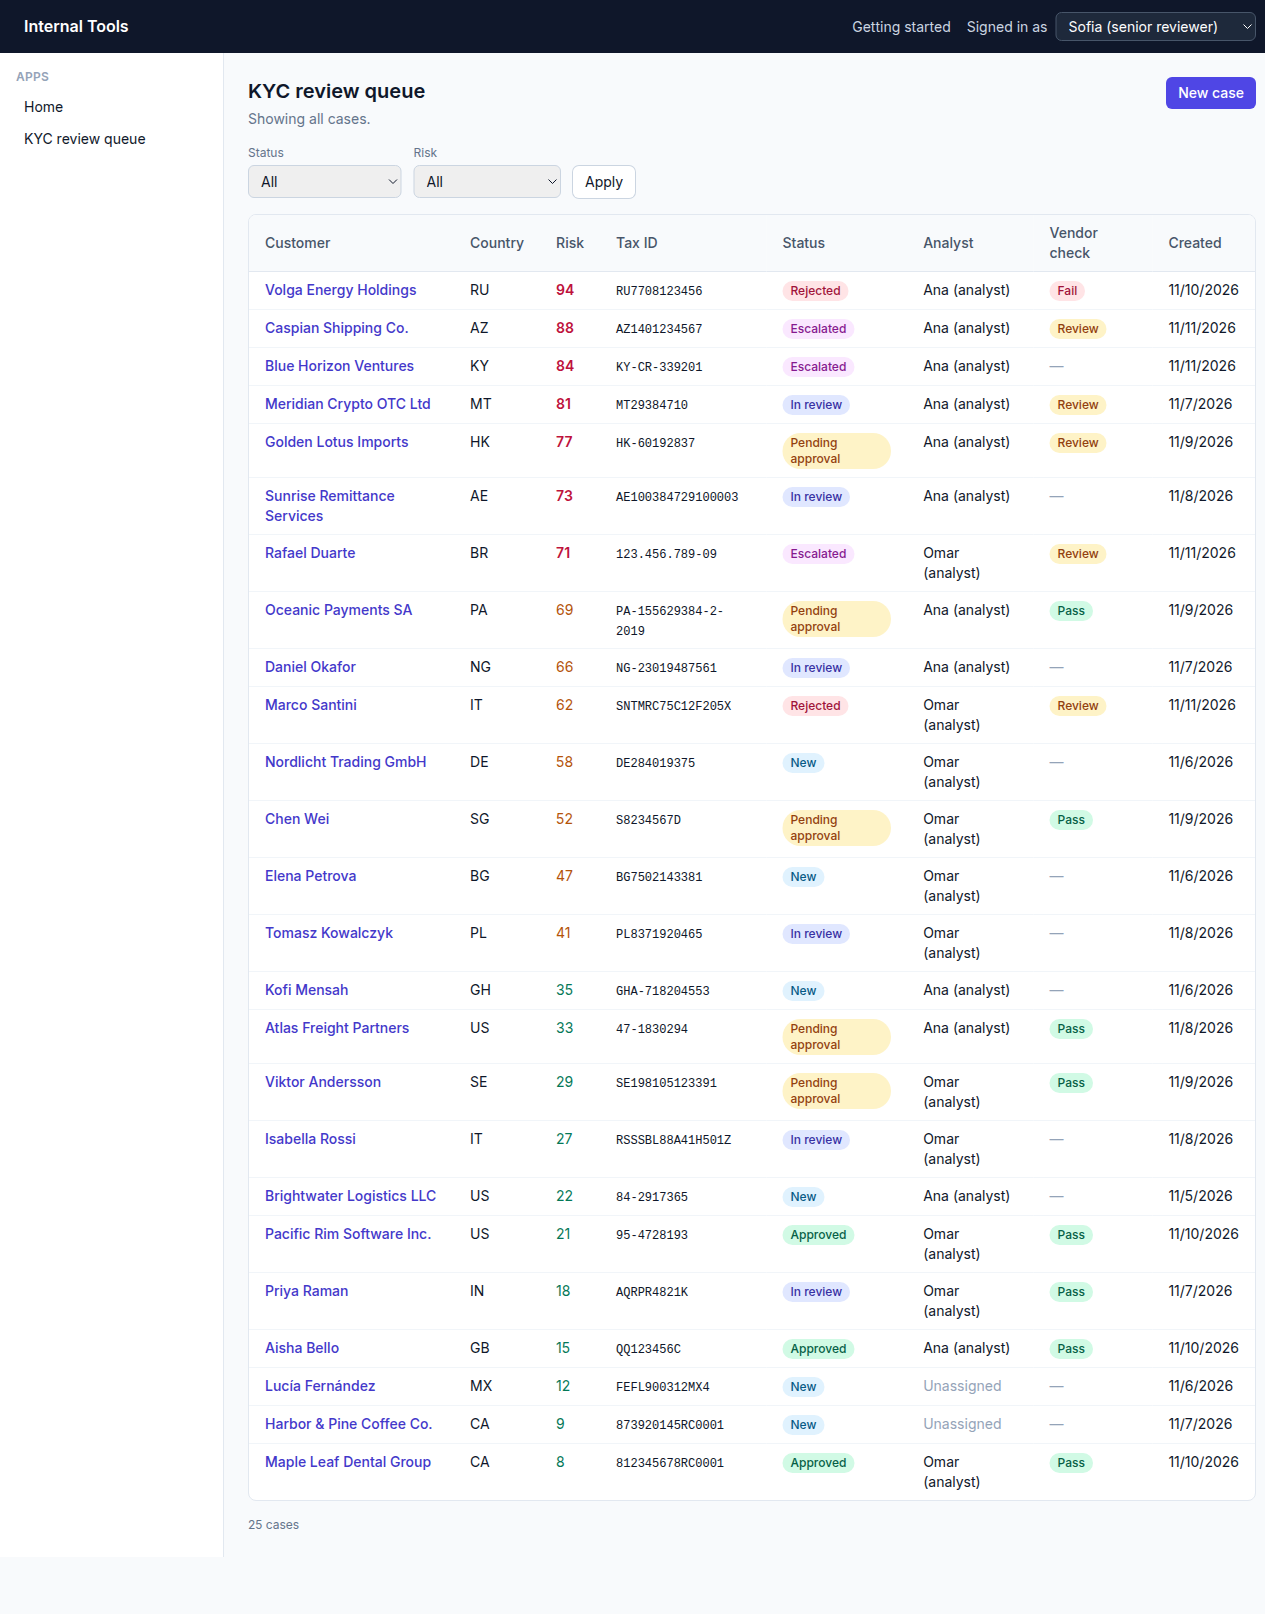 Internal Tools
Getting started Signed in as Sofia (senior reviewer)
APPS
Home
KYC review queue
KYC review queue
New case
Showing all cases.
Status Risk
All All Apply
Customer Country Risk Tax ID Status Analyst Vendor check Created
Volga Energy Holdings RU 94 RU7708123456 Rejected Ana (analyst) Fail 11/10/2026
Caspian Shipping Co. AZ 88 AZ1401234567 Escalated Ana (analyst) Review 11/11/2026
Blue Horizon Ventures KY 84 KY-CR-339201 Escalated Ana (analyst) — 11/11/2026
Meridian Crypto OTC Ltd MT 81 MT29384710 In review Ana (analyst) Review 11/7/2026
Golden Lotus Imports HK 77 HK-60192837 Pending approval Ana (analyst) Review 11/9/2026
Sunrise Remittance Services AE 73 AE100384729100003 In review Ana (analyst) — 11/8/2026
Rafael Duarte BR 71 123.456.789-09 Escalated Omar (analyst) Review 11/11/2026
Oceanic Payments SA PA 69 PA-155629384-2-2019 Pending approval Ana (analyst) Pass 11/9/2026
Daniel Okafor NG 66 NG-23019487561 In review Ana (analyst) — 11/7/2026
Marco Santini IT 62 SNTMRC75C12F205X Rejected Omar (analyst) Review 11/11/2026
Nordlicht Trading GmbH DE 58 DE284019375 New Omar (analyst) — 11/6/2026
Chen Wei SG 52 S8234567D Pending approval Omar (analyst) Pass 11/9/2026
Elena Petrova BG 47 BG7502143381 New Omar (analyst) — 11/6/2026
Tomasz Kowalczyk PL 41 PL8371920465 In review Omar (analyst) — 11/8/2026
Kofi Mensah GH 35 GHA-718204553 New Ana (analyst) — 11/6/2026
Atlas Freight Partners US 33 47-1830294 Pending approval Ana (analyst) Pass 11/8/2026
Viktor Andersson SE 29 SE198105123391 Pending approval Omar (analyst) Pass 11/9/2026
Isabella Rossi IT 27 RSSSBL88A41H501Z In review Omar (analyst) — 11/8/2026
Brightwater Logistics LLC US 22 84-2917365 New Ana (analyst) — 11/5/2026
Pacific Rim Software Inc. US 21 95-4728193 Approved Omar (analyst) Pass 11/10/2026
Priya Raman IN 18 AQRPR4821K In review Omar (analyst) Pass 11/7/2026
Aisha Bello GB 15 QQ123456C Approved Ana (analyst) Pass 11/10/2026
Lucía Fernández MX 12 FEFL900312MX4 New Unassigned — 11/6/2026
Harbor & Pine Coffee Co. CA 9 873920145RC0001 New Unassigned — 11/7/2026
Maple Leaf Dental Group CA 8 812345678RC0001 Approved Omar (analyst) Pass 11/10/2026
25 cases